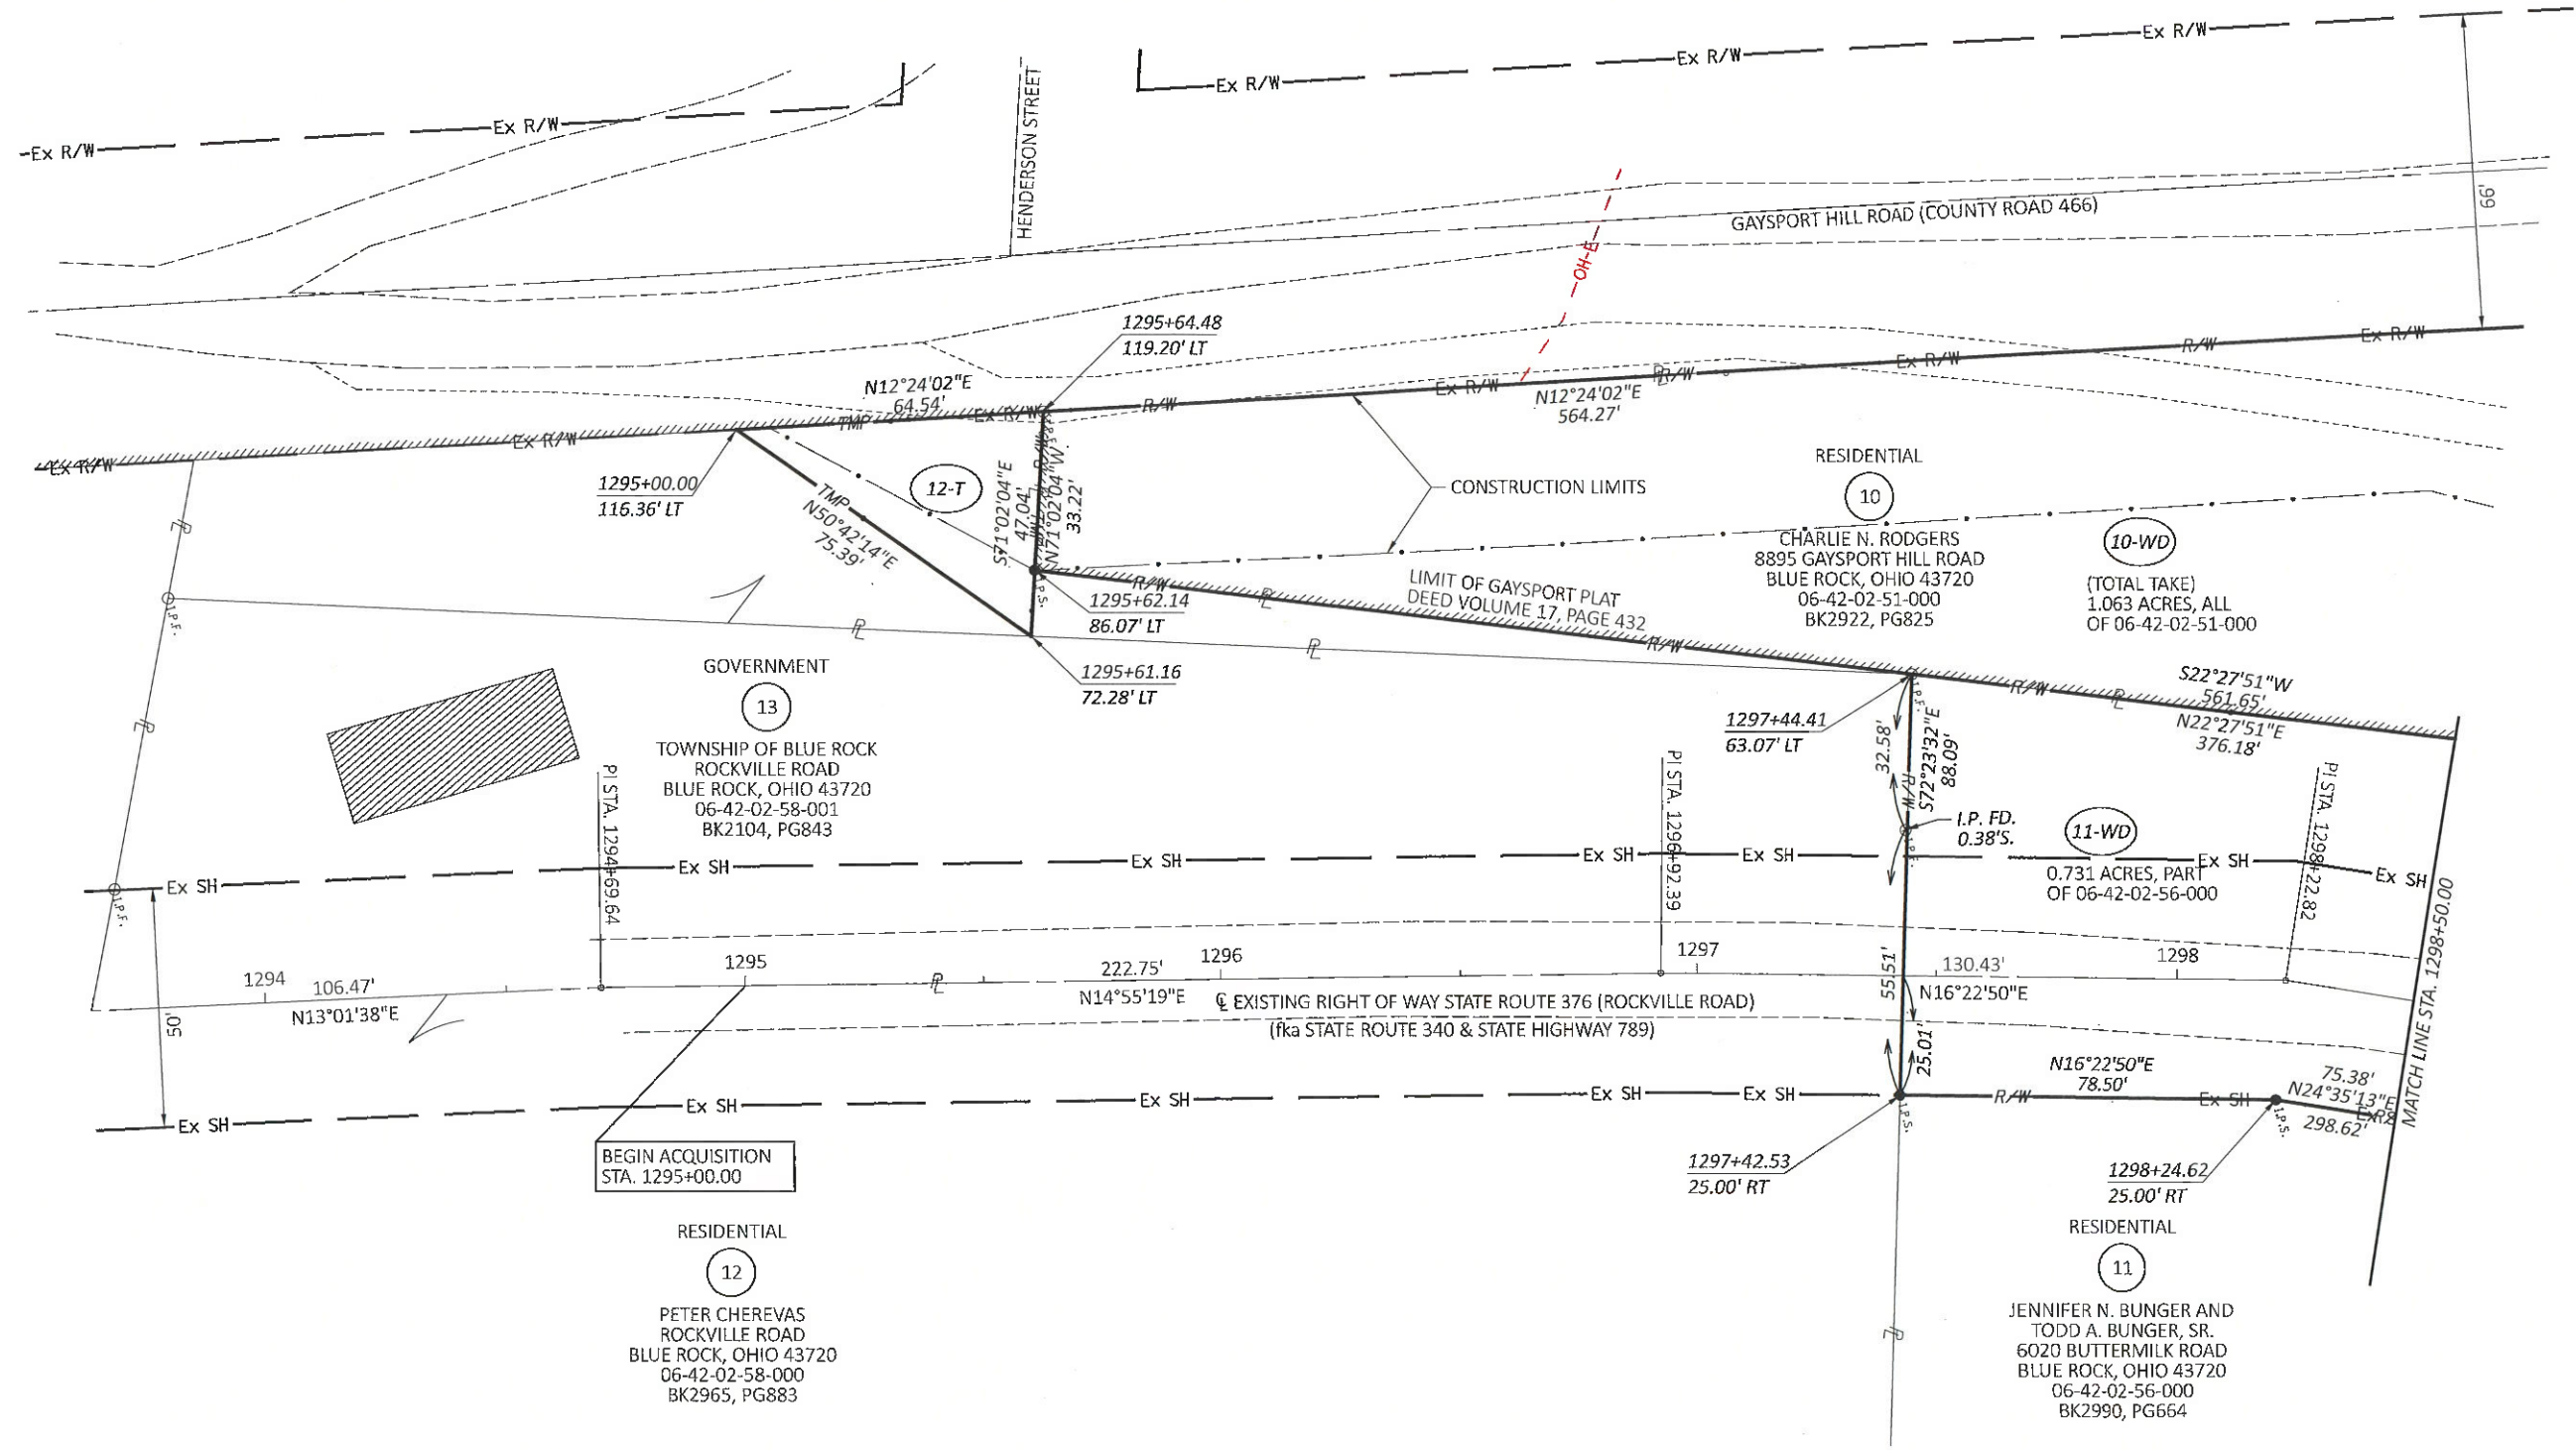 Ex R/W
Ex R/W
Ex R/W
Ex R/W
Ex R/W
HENDERSON STREET
66'
GAYSPORT HILL ROAD (COUNTY ROAD 466)
OH-E
1295+64.48
119.20' LT
N12°24'02"E
64.54'
TMP
Ex R/W
R/W
Ex R/W
R/W
Ex R/W
R/W
Ex R/W
N12°24'02"E
564.27'
Ex R/W
Ex R/W
1295+00.00
116.36' LT
12-T
TMP
N50°42'14"E
75.39'
S71°02'04"E
47.04'
R/W
N71°02'04"W
33.22'
CONSTRUCTION LIMITS
RESIDENTIAL
10
CHARLIE N. RODGERS
8895 GAYSPORT HILL ROAD
BLUE ROCK, OHIO 43720
06-42-02-51-000
BK2922, PG825
10-WD
(TOTAL TAKE)
1.063 ACRES, ALL
OF 06-42-02-51-000
I.P.S.
R/W
1295+62.14
86.07' LT
LIMIT OF GAYSPORT PLAT
DEED VOLUME 17, PAGE 432
R/W
I.P.F.
1295+61.16
72.28' LT
GOVERNMENT
13
TOWNSHIP OF BLUE ROCK
ROCKVILLE ROAD
BLUE ROCK, OHIO 43720
06-42-02-58-001
BK2104, PG843
PI STA. 1294+69.64
PI STA. 1296+92.39
1297+44.41
63.07' LT
I.P.F.
32.58'
R/W
S72°23'32"E
88.09'
R/W
S22°27'51"W
561.65'
N22°27'51"E
376.18'
PI STA. 1298+22.82
I.P. FD.
0.38'S.
I.P.F.
11-WD
0.731 ACRES, PART
OF 06-42-02-56-000
Ex SH
Ex SH
Ex SH
Ex SH
Ex SH
Ex SH
Ex SH
I.P.F.
50'
1294
106.47'
N13°01'38"E
1295
222.75'
N14°55'19"E
1296
℄ EXISTING RIGHT OF WAY STATE ROUTE 376 (ROCKVILLE ROAD)
(fka STATE ROUTE 340 & STATE HIGHWAY 789)
1297
55.51'
25.01'
130.43'
N16°22'50"E
1298
MATCH LINE STA. 1298+50.00
Ex SH
Ex SH
Ex SH
Ex SH
Ex SH
R/W
Ex SH
N16°22'50"E
78.50'
75.38'
N24°35'13"E
298.62'
I.P.S.
I.P.S.
BEGIN ACQUISITION
STA. 1295+00.00
1297+42.53
25.00' RT
1298+24.62
25.00' RT
RESIDENTIAL
12
PETER CHEREVAS
ROCKVILLE ROAD
BLUE ROCK, OHIO 43720
06-42-02-58-000
BK2965, PG883
RESIDENTIAL
11
JENNIFER N. BUNGER AND
TODD A. BUNGER, SR.
6020 BUTTERMILK ROAD
BLUE ROCK, OHIO 43720
06-42-02-56-000
BK2990, PG664